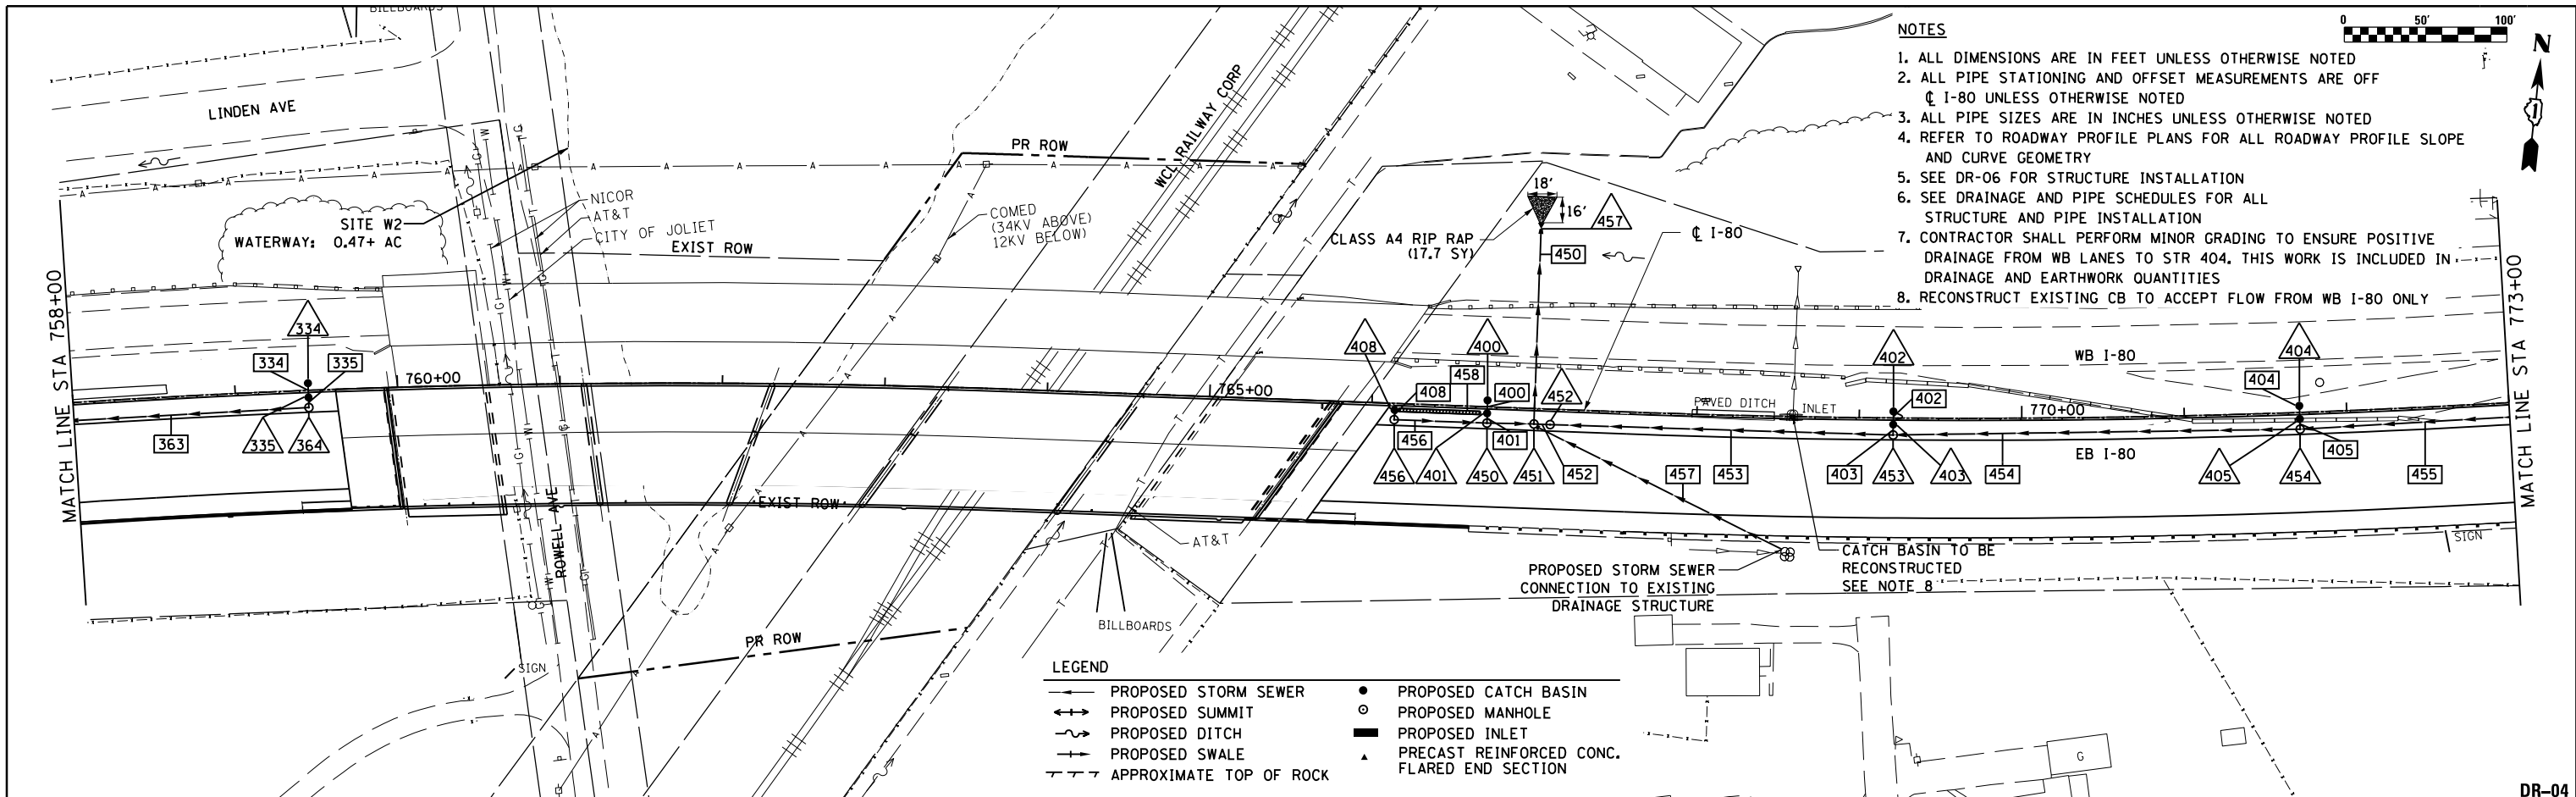 BILLBOARDS
NOTES
0 50' 100'
N
1. ALL DIMENSIONS ARE IN FEET UNLESS OTHERWISE NOTED
2. ALL PIPE STATIONING AND OFFSET MEASUREMENTS ARE OFF
℄ I-80 UNLESS OTHERWISE NOTED
3. ALL PIPE SIZES ARE IN INCHES UNLESS OTHERWISE NOTED
4. REFER TO ROADWAY PROFILE PLANS FOR ALL ROADWAY PROFILE SLOPE
AND CURVE GEOMETRY
5. SEE DR-06 FOR STRUCTURE INSTALLATION
6. SEE DRAINAGE AND PIPE SCHEDULES FOR ALL
STRUCTURE AND PIPE INSTALLATION
7. CONTRACTOR SHALL PERFORM MINOR GRADING TO ENSURE POSITIVE
DRAINAGE FROM WB LANES TO STR 404. THIS WORK IS INCLUDED IN
DRAINAGE AND EARTHWORK QUANTITIES
8. RECONSTRUCT EXISTING CB TO ACCEPT FLOW FROM WB I-80 ONLY
LINDEN AVE
WCL RAILWAY CORP
PR ROW
SITE W2
WATERWAY: 0.47+ AC
NICOR
AT&T
CITY OF JOLIET
EXIST ROW
COMED
(34KV ABOVE)
12KV BELOW)
18'
16'
457
CLASS A4 RIP RAP
(17.7 SY)
450
℄ I-80
MATCH LINE STA 758+00
MATCH LINE STA 773+00
334
334
335
760+00
765+00
408
400
458
408
400
452
402
402
404
404
WB I-80
PAVED DITCH
INLET
770+00
363
335
364
456
401
405
EB I-80
456
401
450
451
452
457
453
403
453
403
454
405
454
455
EXIST ROW
ROWELL AVE
AT&T
BILLBOARDS
SIGN
PROPOSED STORM SEWER
CONNECTION TO EXISTING
DRAINAGE STRUCTURE
CATCH BASIN TO BE
RECONSTRUCTED
SEE NOTE 8
PR ROW
SIGN
LEGEND
PROPOSED STORM SEWER
PROPOSED SUMMIT
PROPOSED DITCH
PROPOSED SWALE
APPROXIMATE TOP OF ROCK
PROPOSED CATCH BASIN
PROPOSED MANHOLE
PROPOSED INLET
PRECAST REINFORCED CONC.
FLARED END SECTION
G
DR-04